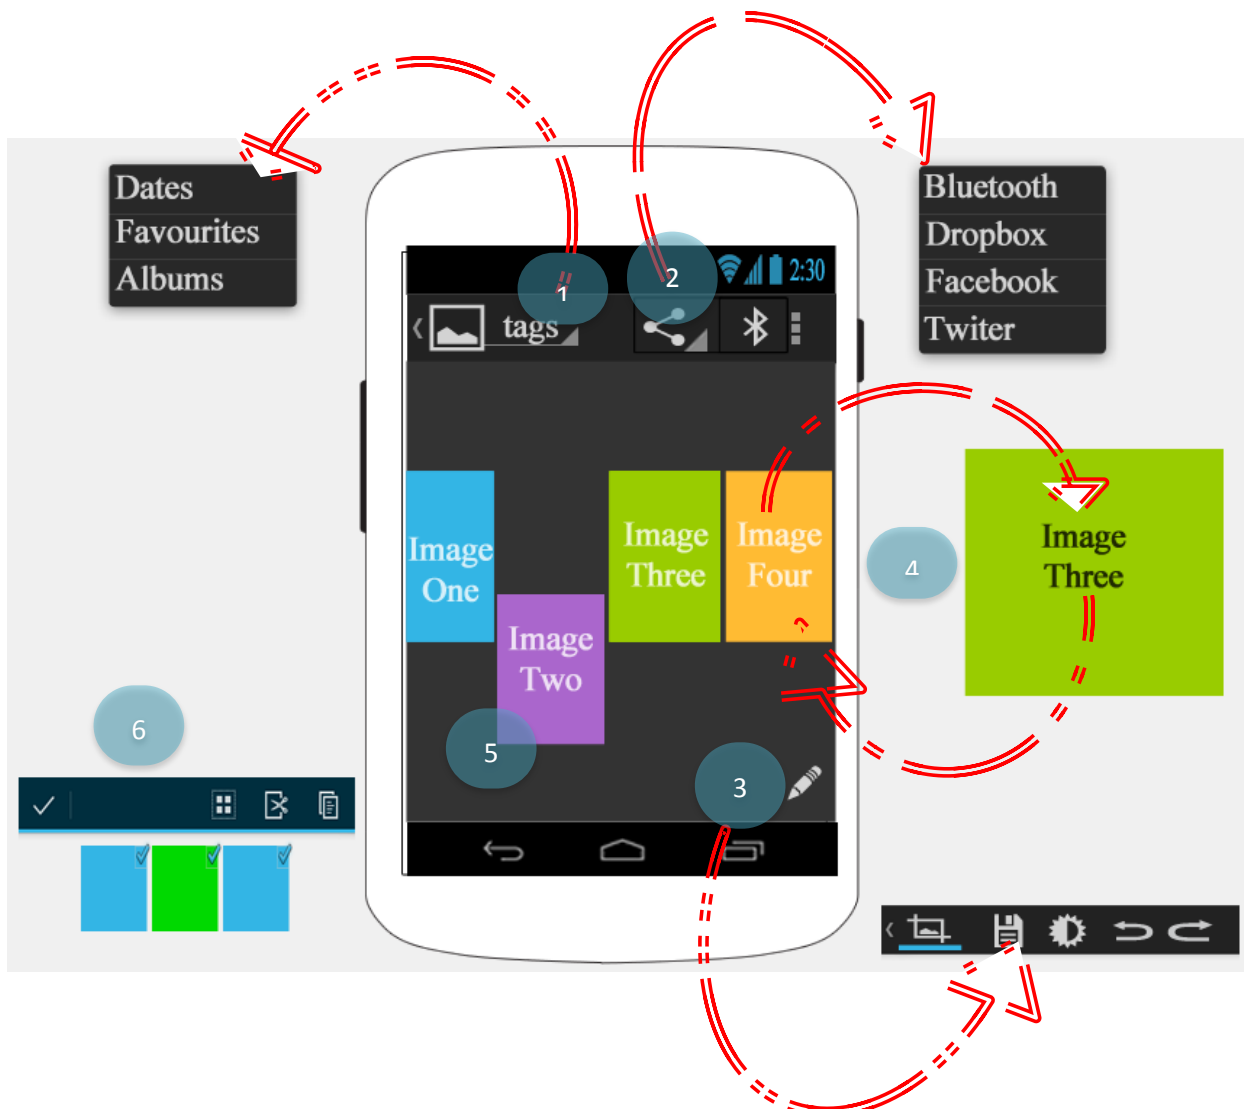 Dates
Favourites
Albums
Bluetooth
Dropbox
Facebook
Twiter
1
2
2:30
tags
Image
One
Image
Two
Image
Three
Image
Four
4
Image
Three
5
3
6